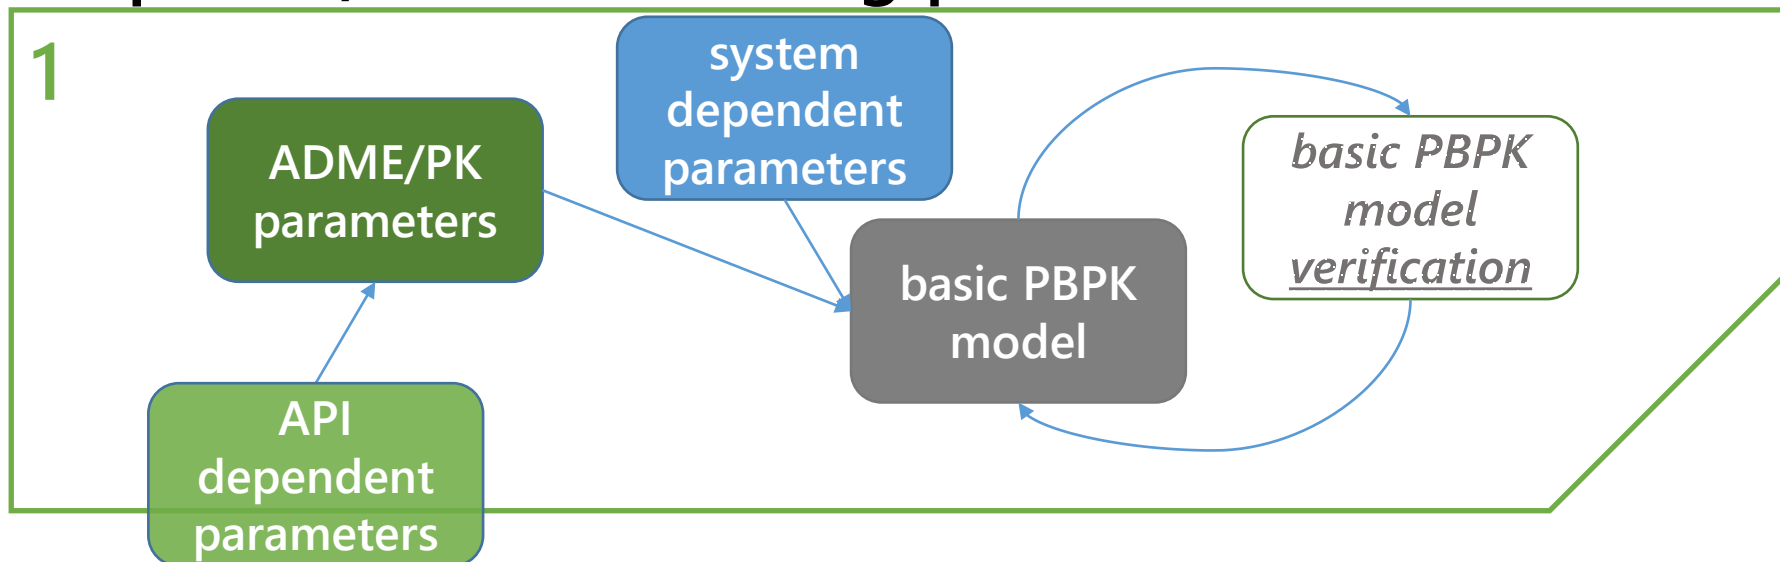 1
system
dependent
parameters
ADME/PK
parameters
basic PBPK
model
verification
basic PBPK
model
API
dependent
parameters